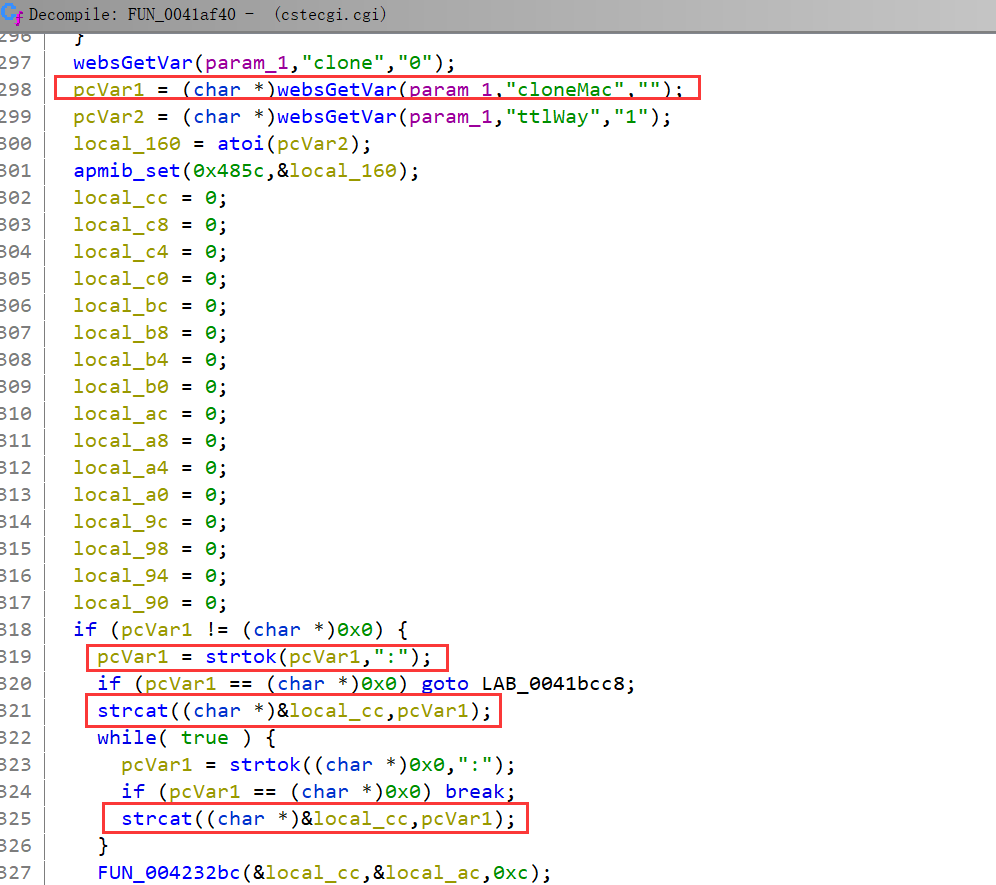 Decompile: FUN_0041af40 - (cstecgi.cgi)
296 }
297 websGetVar(param_1,"clone","0");
298 pcVar1 = (char *)websGetVar(param_1,"cloneMac","");
299 pcVar2 = (char *)websGetVar(param_1,"ttlWay","1");
300 local_160 = atoi(pcVar2);
301 apmib_set(0x485c,&local_160);
302 local_cc = 0;
303 local_c8 = 0;
304 local_c4 = 0;
305 local_c0 = 0;
306 local_bc = 0;
307 local_b8 = 0;
308 local_b4 = 0;
309 local_b0 = 0;
310 local_ac = 0;
311 local_a8 = 0;
312 local_a4 = 0;
313 local_a0 = 0;
314 local_9c = 0;
315 local_98 = 0;
316 local_94 = 0;
317 local_90 = 0;
318 if (pcVar1 != (char *)0x0) {
319 pcVar1 = strtok(pcVar1,":");
320 if (pcVar1 == (char *)0x0) goto LAB_0041bcc8;
321 strcat((char *)&local_cc,pcVar1);
322 while( true ) {
323 pcVar1 = strtok((char *)0x0,":");
324 if (pcVar1 == (char *)0x0) break;
325 strcat((char *)&local_cc,pcVar1);
326 }
327 FUN_004232bc(&local_cc,&local_ac,0xc);